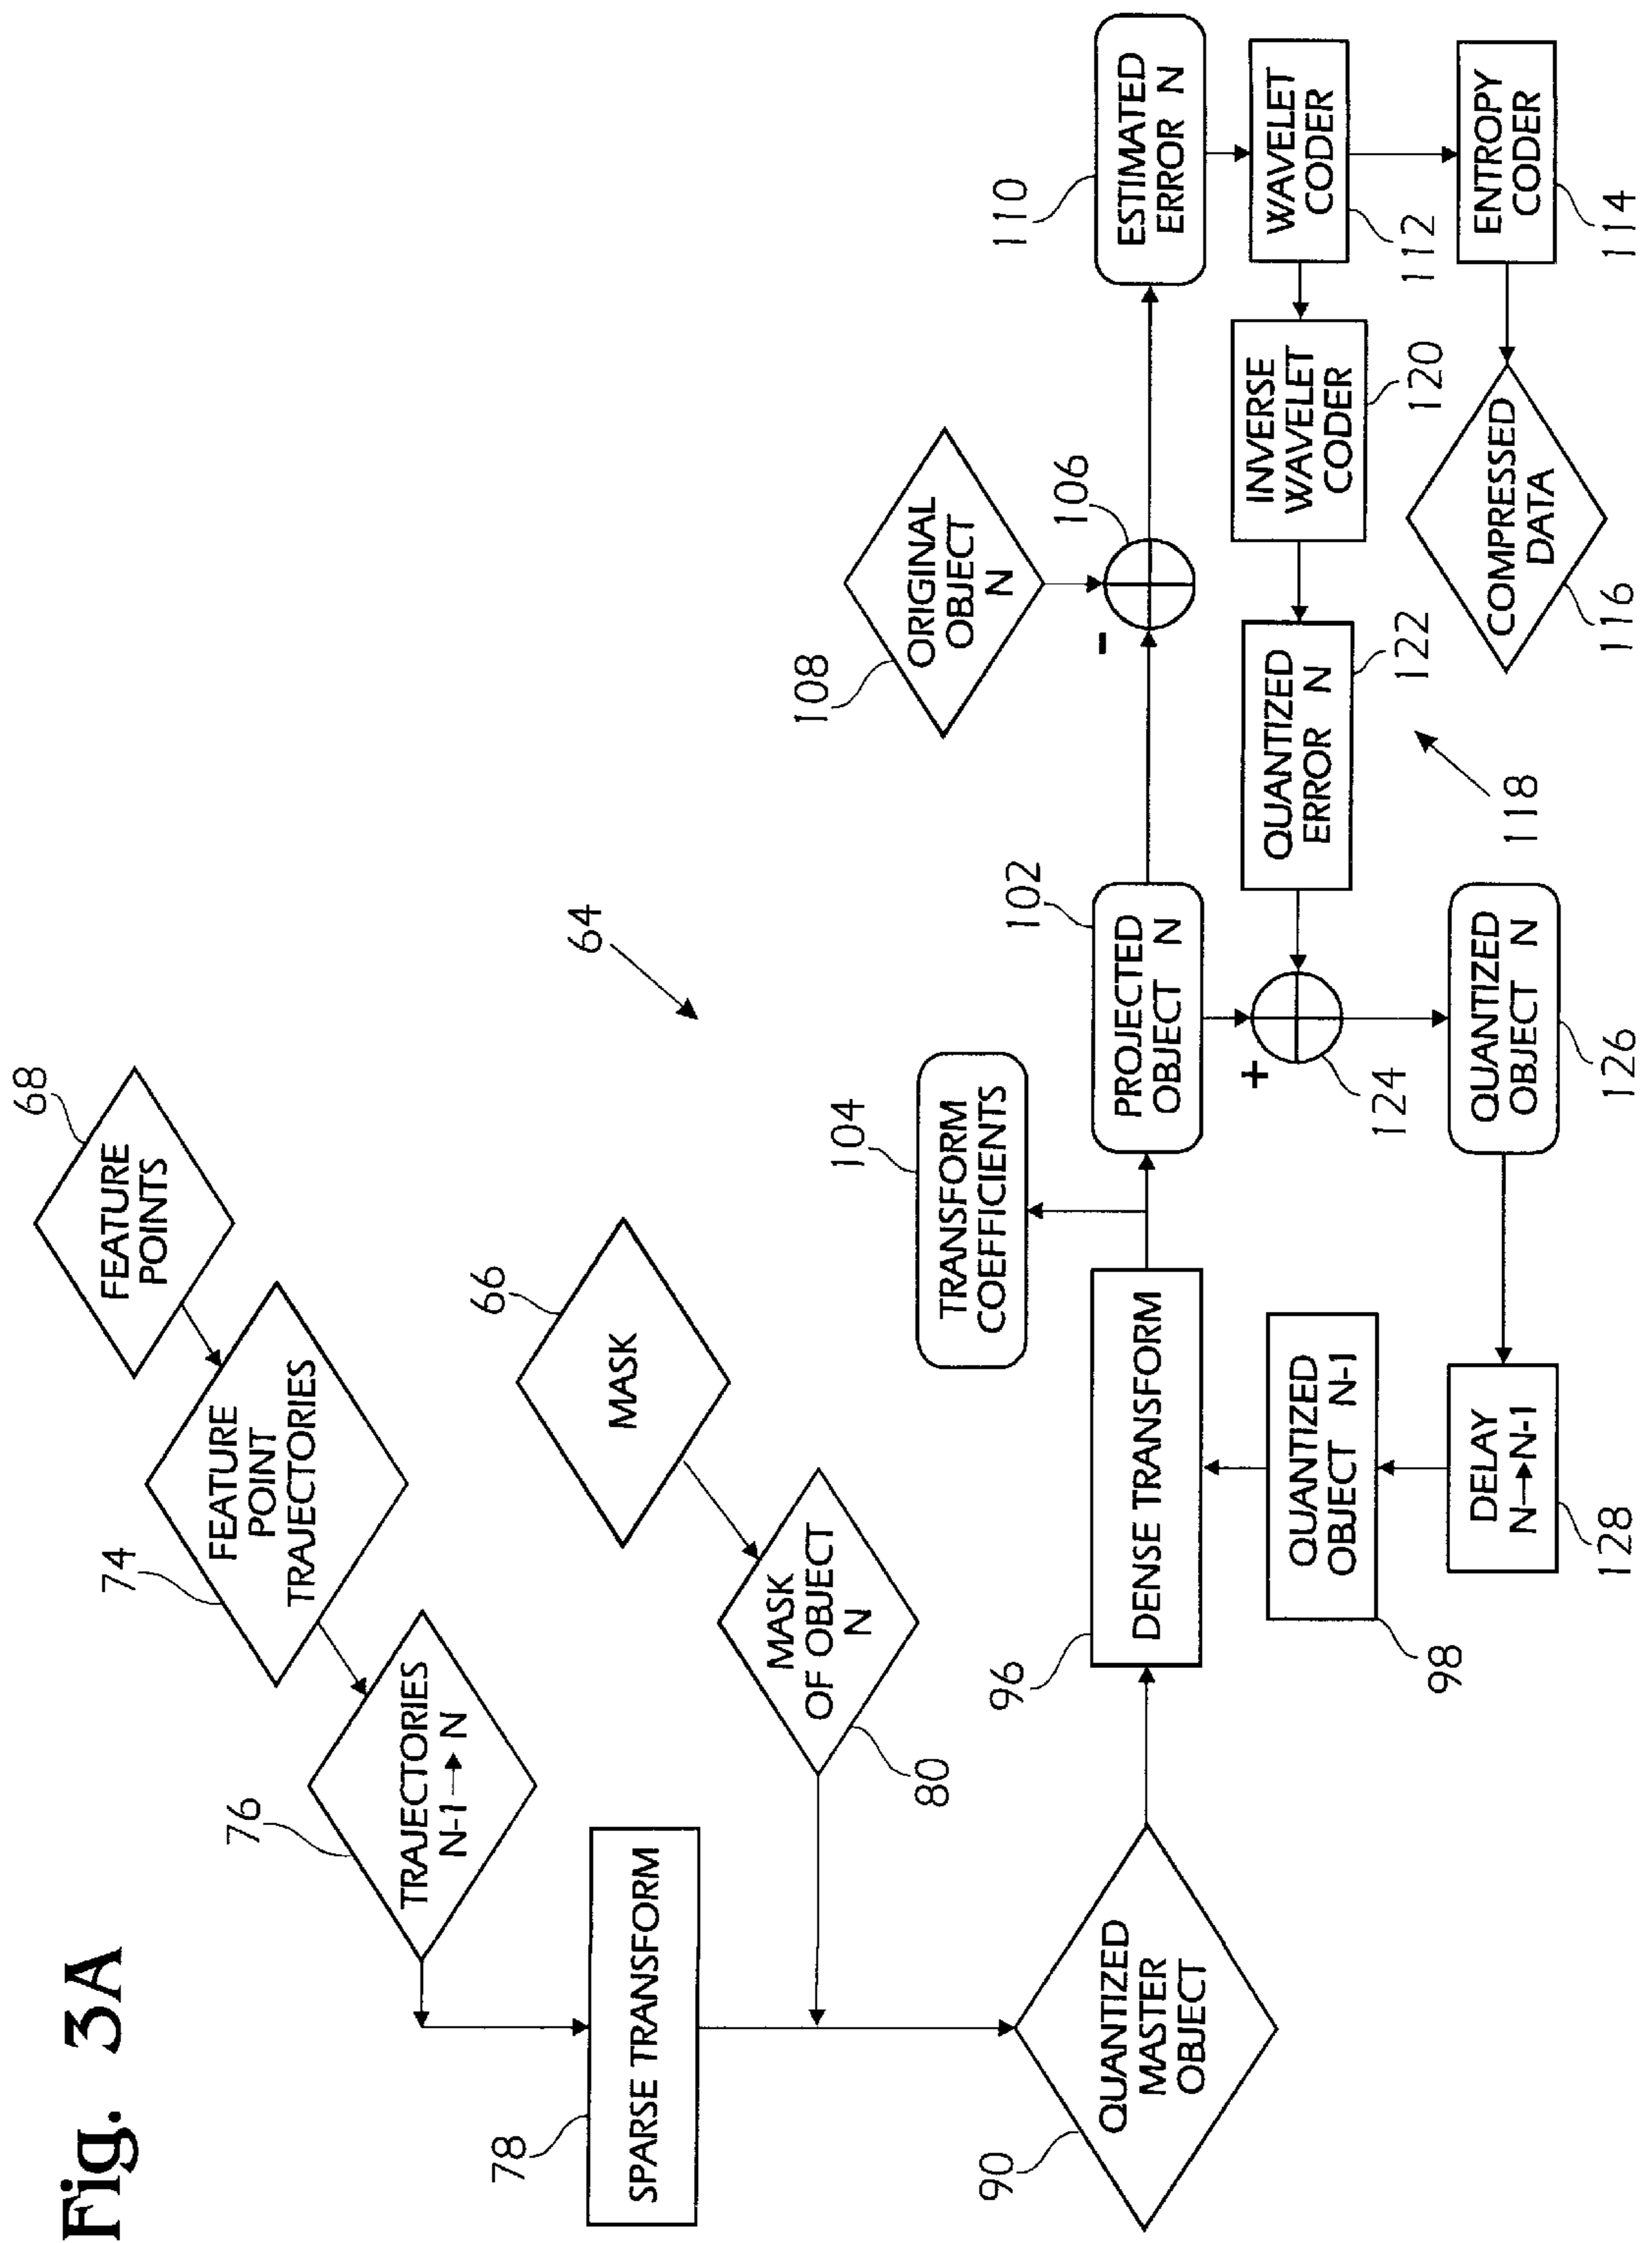 Fig. 3A
68
FEATURE
POINTS
74
FEATURE
POINT
TRAJECTORIES
76
TRAJECTORIES
N-1→N
78
SPARSE TRANSFORM
66
MASK
80
MASK
OF OBJECT
N
64
90
QUANTIZED
MASTER
OBJECT
96
DENSE TRANSFORM
98
QUANTIZED
OBJECT N-1
104
TRANSFORM
COEFFICIENTS
102
PROJECTED
OBJECT N
108
ORIGINAL
OBJECT
N
106
-
110
ESTIMATED
ERROR N
112
WAVELET
CODER
114
ENTROPY
CODER
116
COMPRESSED
DATA
120
INVERSE
WAVELET
CODER
122
QUANTIZED
ERROR N
118
+
124
126
QUANTIZED
OBJECT N
128
DELAY
N→N-1